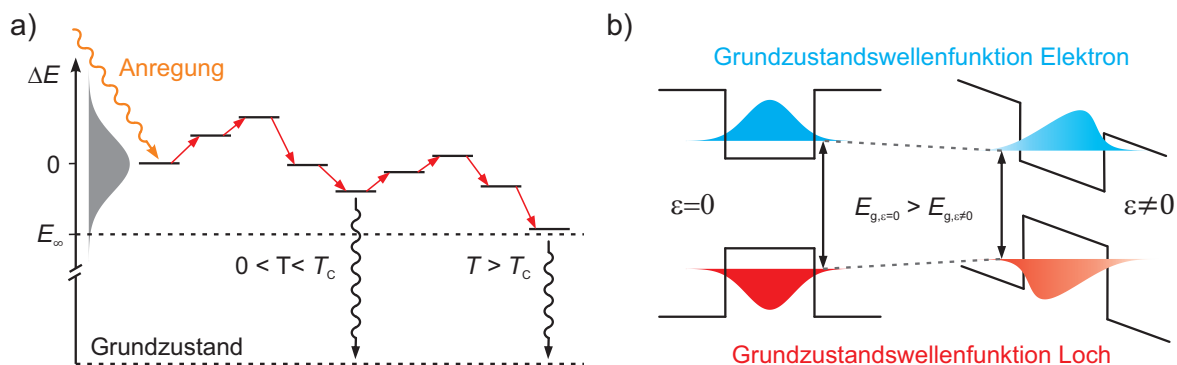 a)
ΔE
Anregung
0
E∞
0 < T < Tc
T > Tc
Grundzustand
b)
Grundzustandswellenfunktion Elektron
ε=0
Eg,ε=0 > Eg,ε≠0
ε≠0
Grundzustandswellenfunktion Loch